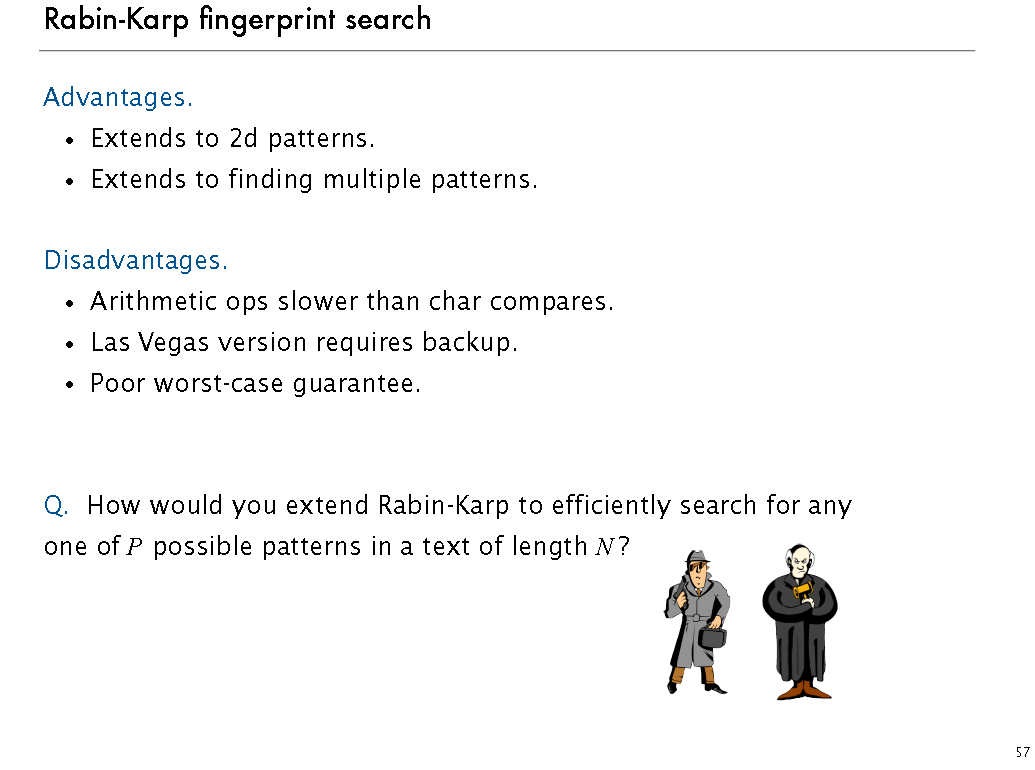 Rabin-Karp fingerprint search
Advantages.
• Extends to 2d patterns.
• Extends to finding multiple patterns.
Disadvantages.
• Arithmetic ops slower than char compares.
• Las Vegas version requires backup.
• Poor worst-case guarantee.
Q. How would you extend Rabin-Karp to efficiently search for any
one of P possible patterns in a text of length N?
57